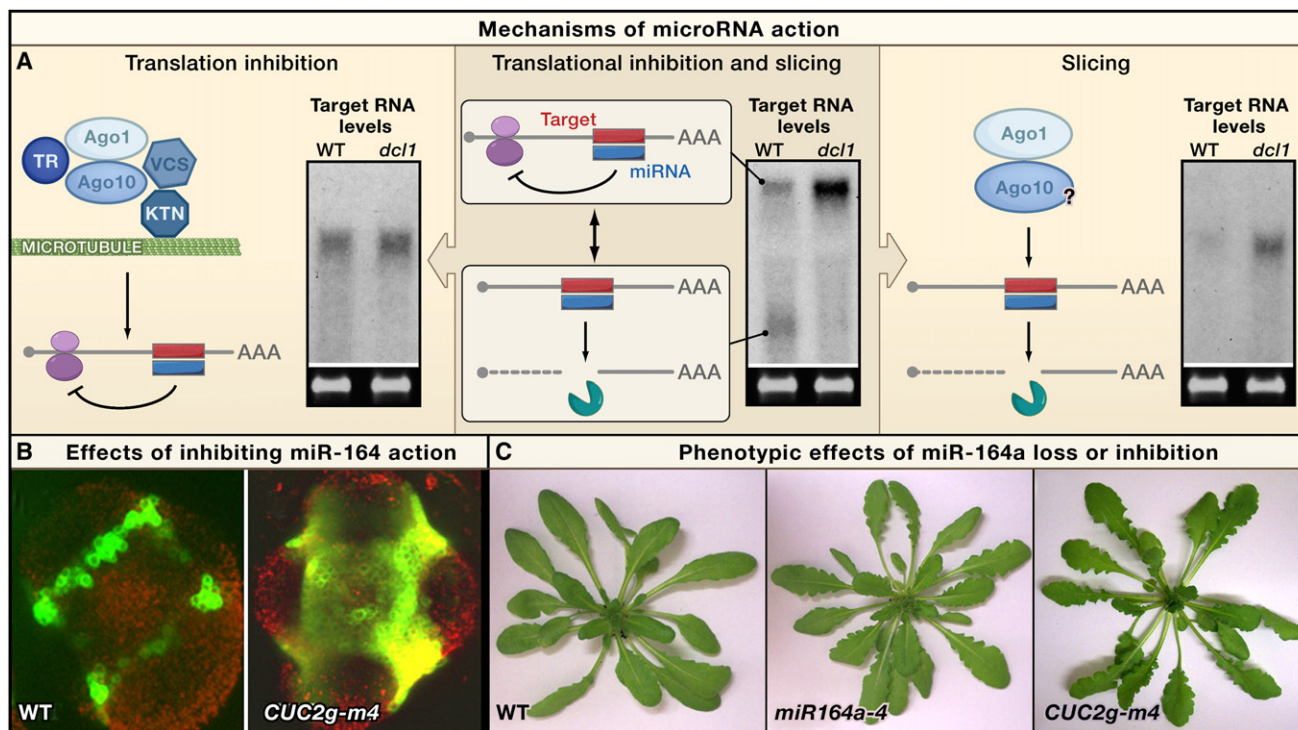 Mechanisms of microRNA action
A
Translation inhibition
Ago1
TR
VCS
Ago10
KTN
MICROTUBULE
AAA
Target RNA
levels
WT dcl1
Translational inhibition and slicing
Target
AAA
miRNA
AAA
AAA
Target RNA
levels
WT dcl1
Slicing
Ago1
Ago10
?
AAA
AAA
Target RNA
levels
WT dcl1
B Effects of inhibiting miR-164 action
WT
CUC2g-m4
C Phenotypic effects of miR-164a loss or inhibition
WT
miR164a-4
CUC2g-m4